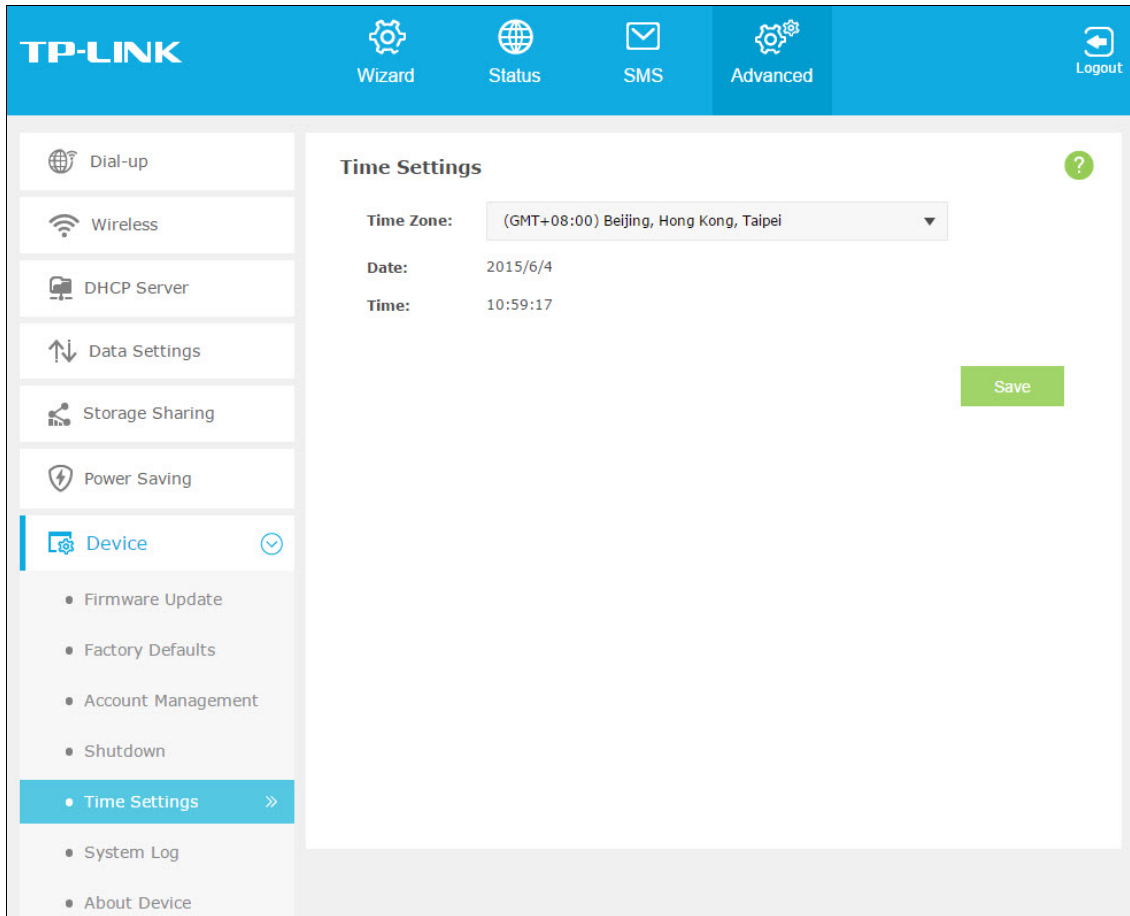 TP-LINK
Wizard
Status
SMS
Advanced
Logout
Dial-up
Wireless
DHCP Server
Data Settings
Storage Sharing
Power Saving
Device
Firmware Update
Factory Defaults
Account Management
Shutdown
Time Settings
System Log
About Device
Time Settings
?
Time Zone: (GMT+08:00) Beijing, Hong Kong, Taipei
Date: 2015/6/4
Time: 10:59:17
Save